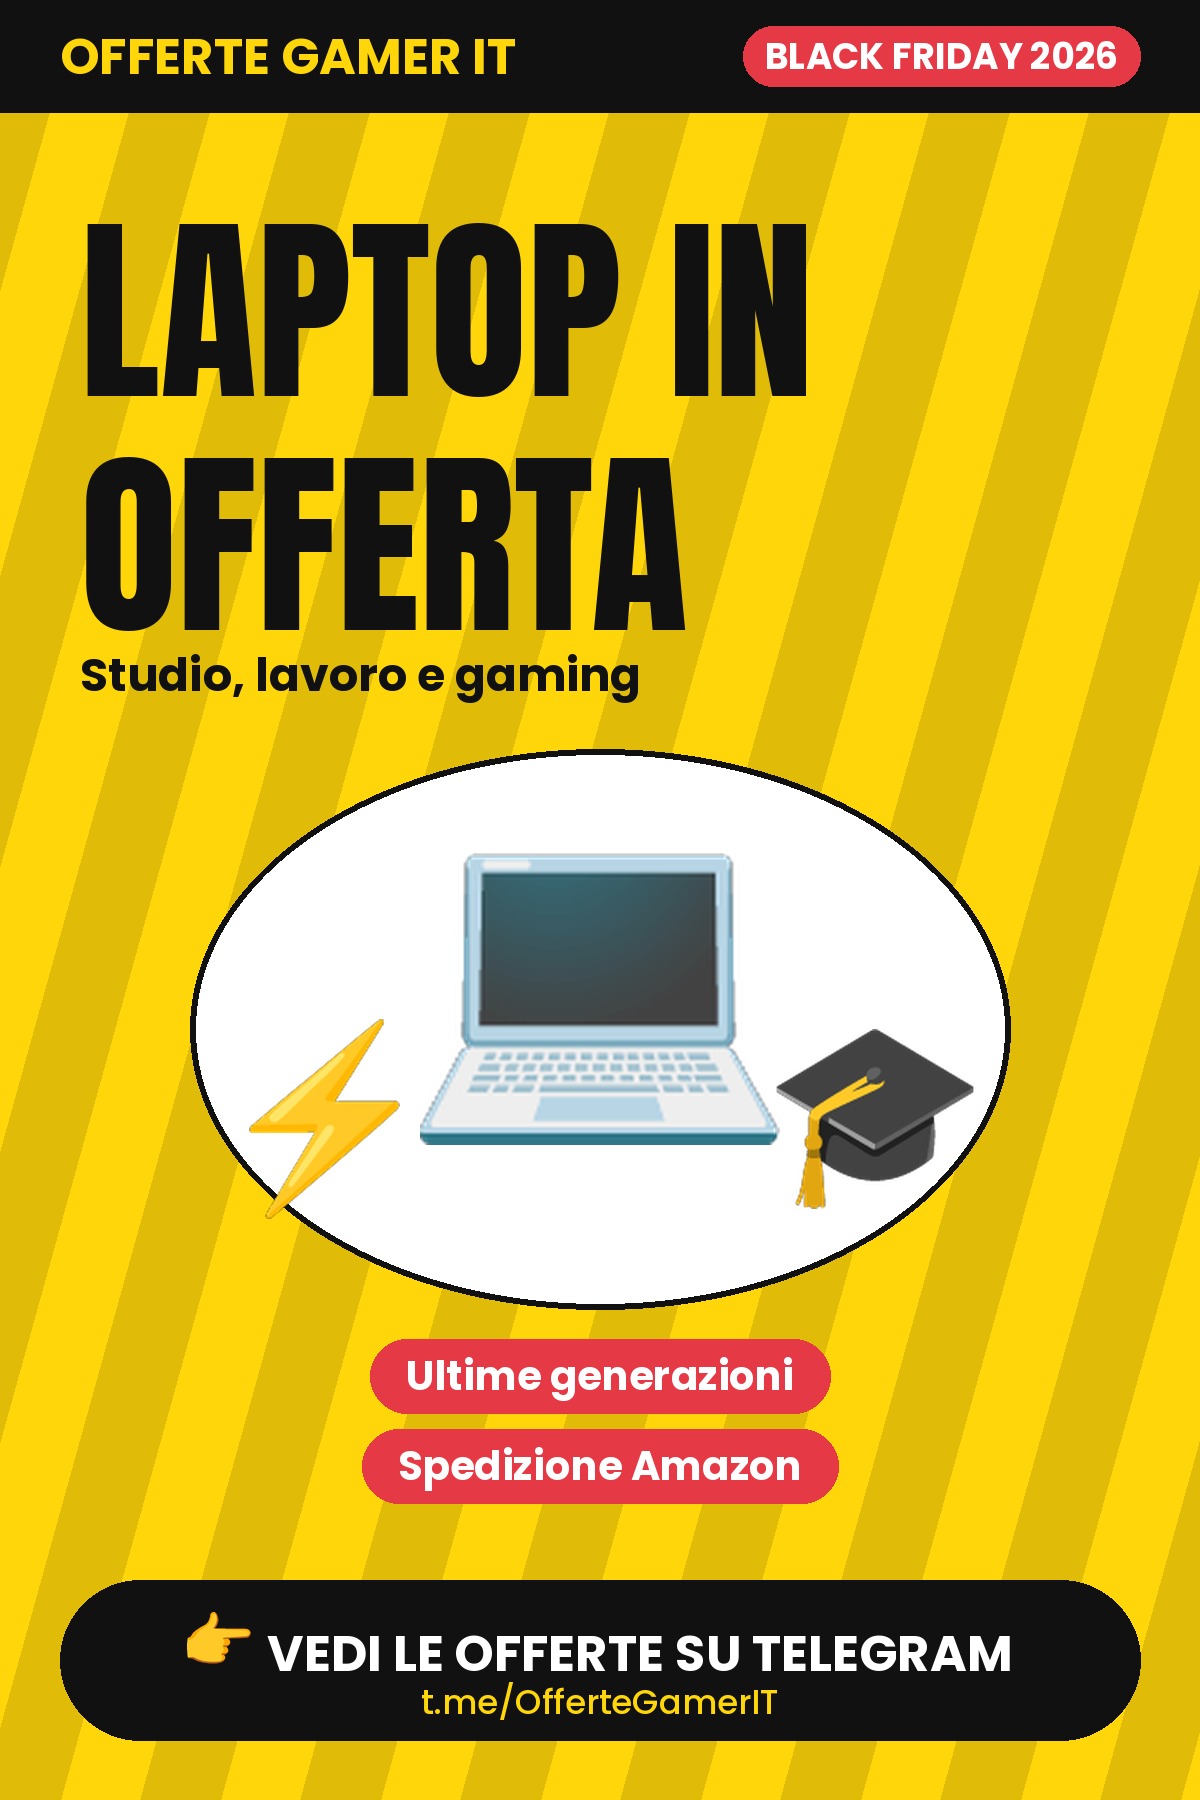 OFFERTE GAMER IT
BLACK FRIDAY 2026
LAPTOP IN
OFFERTA
Studio, lavoro e gaming
Ultime generazioni
Spedizione Amazon
👉 VEDI LE OFFERTE SU TELEGRAM
t.me/OfferteGamerIT